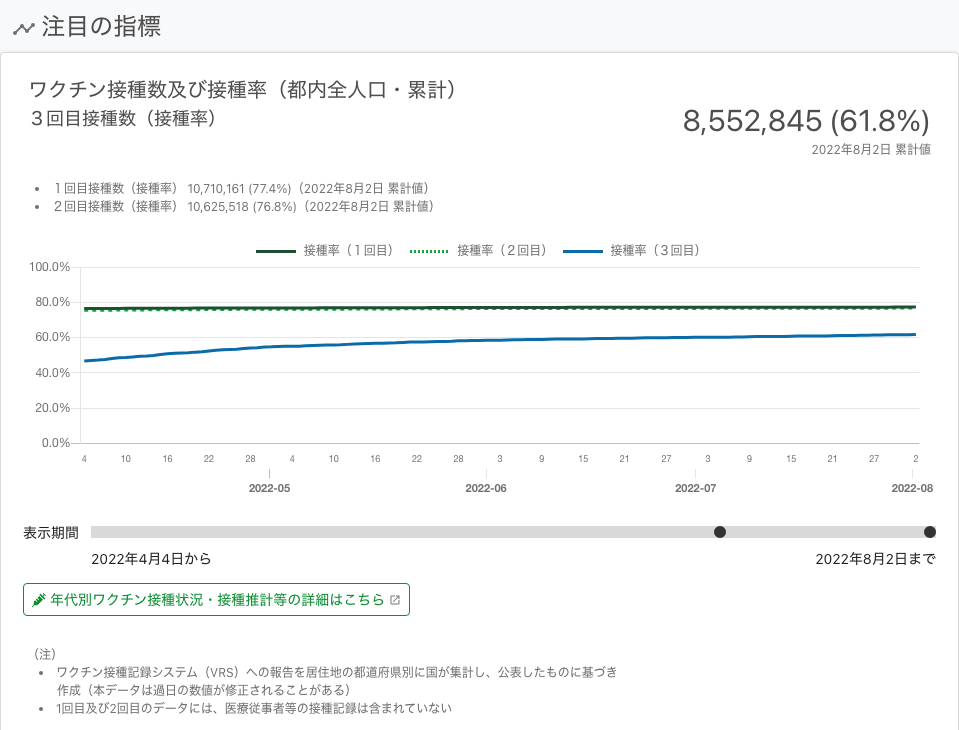 注目の指標
ワクチン接種数及び接種率（都内全人口・累計）
３回目接種数（接種率）
8,552,845 (61.8%)
2022年8月2日 累計値
• １回目接種数（接種率） 10,710,161 (77.4%)（2022年8月2日 累計値）
• ２回目接種数（接種率） 10,625,518 (76.8%)（2022年8月2日 累計値）
接種率（１回目） 接種率（２回目） 接種率（３回目）
100.0%
80.0%
60.0%
40.0%
20.0%
0.0%
4 10 16 22 28 4 10 16 22 28 3 9 15 21 27 3 9 15 21 27 2
2022-05 2022-06 2022-07 2022-08
表示期間
2022年4月4日から 2022年8月2日まで
年代別ワクチン接種状況・接種推計等の詳細はこちら
（注）
• ワクチン接種記録システム（VRS）への報告を居住地の都道府県別に国が集計し、公表したものに基づき
作成（本データは過日の数値が修正されることがある）
• 1回目及び2回目のデータには、医療従事者等の接種記録は含まれていない